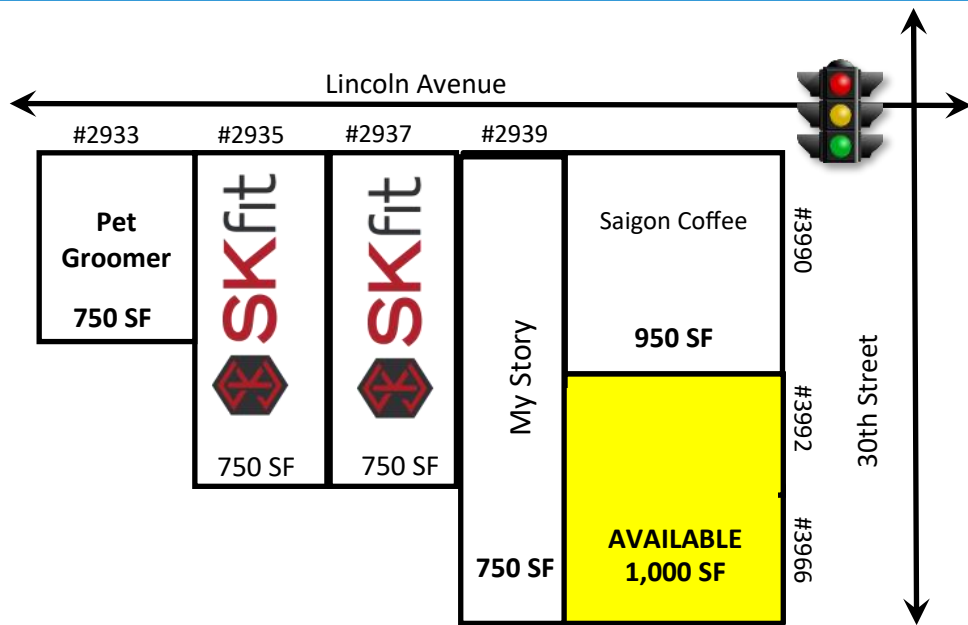 Lincoln Avenue
#2933
#2935
#2937
#2939
Pet
Groomer
750 SF
SKfit
750 SF
SKfit
750 SF
My Story
750 SF
Saigon Coffee
950 SF
AVAILABLE
1,000 SF
#3990
#3992
#3966
30th Street